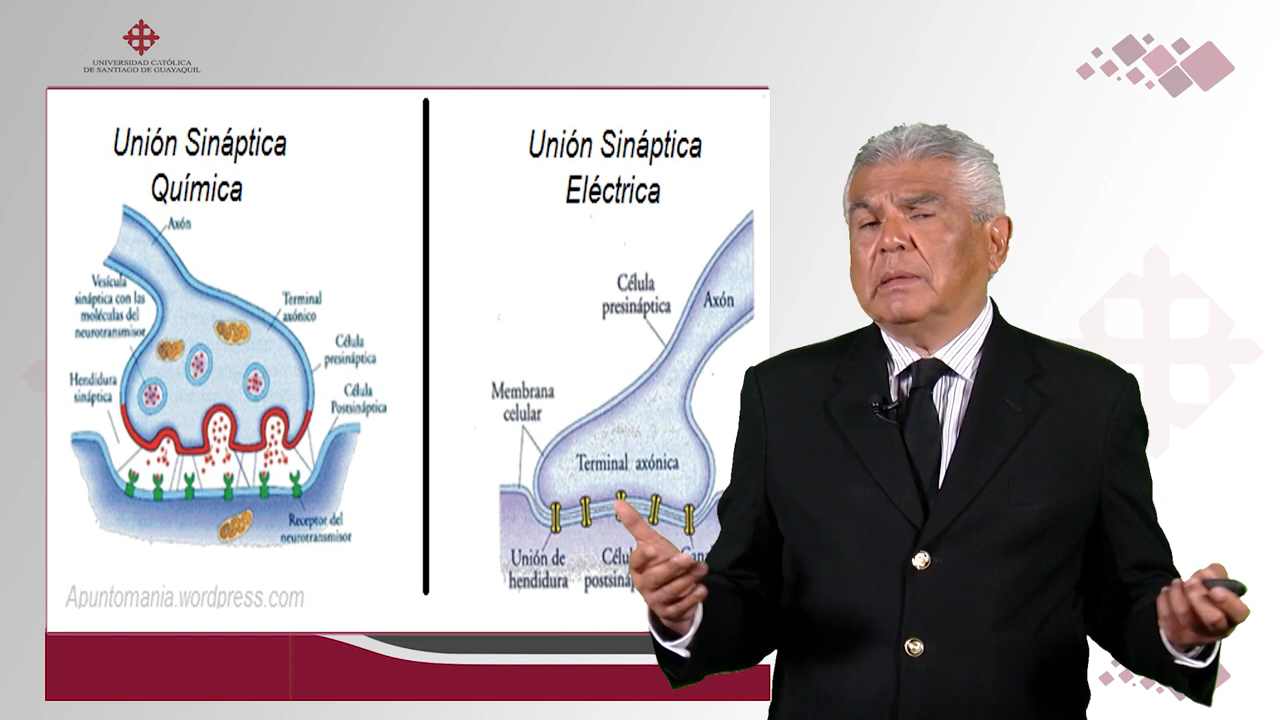 UNIVERSIDAD CATÓLICA
DE SANTIAGO DE GUAYAQUIL
Unión Sináptica
Química
Axón
Vesícula
sináptica con las
moléculas del
neurotransmisor
Terminal
axónico
Célula
presináptica
Hendidura
sináptica
Célula
Postsináptica
Receptor del
neurotransmisor
Apuntomania.wordpress.com
Unión Sináptica
Eléctrica
Célula
presináptica
Axón
Membrana
celular
Terminal axónica
Unión de
hendidura